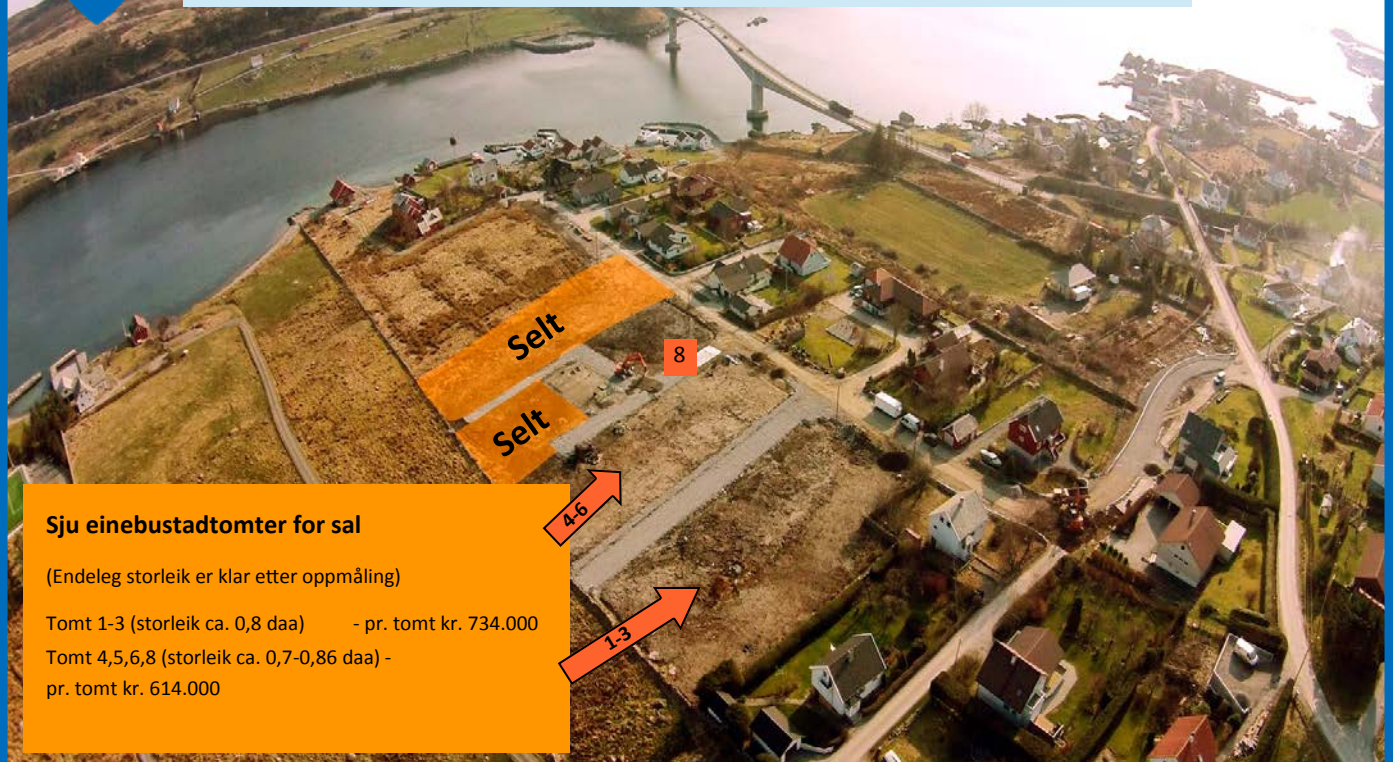 Selt
8
Selt
4-6
Sju einebustadtomter for sal
(Endeleg storleik er klar etter oppmåling)
Tomt 1-3 (storleik ca. 0,8 daa) - pr. tomt kr. 734.000
Tomt 4,5,6,8 (storleik ca. 0,7-0,86 daa) -
pr. tomt kr. 614.000
1-3